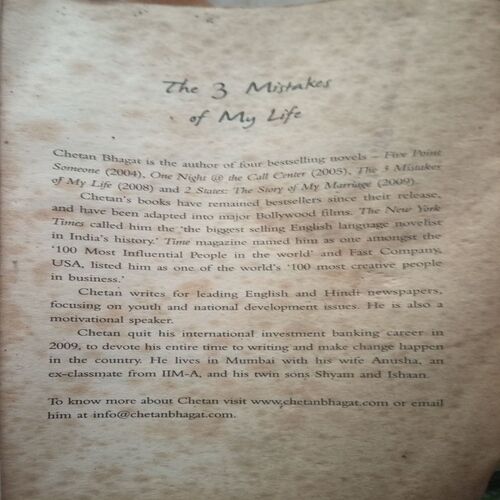 The 3 Mistakes
of My Life
Chetan Bhagat is the author of four bestselling novels – Five Point
Someone (2004), One Night @ the Call Center (2005), The 3 Mistakes
of My Life (2008) and 2 States: The Story of My Marriage (2009).
Chetan's books have remained bestsellers since their release,
and have been adapted into major Bollywood films. The New York
Times called him the 'the biggest selling English language novelist
in India's history.' Time magazine named him as one amongst the
'100 Most Influential People in the world' and Fast Company,
USA, listed him as one of the world's '100 most creative people
in business.'
Chetan writes for leading English and Hindi newspapers,
focusing on youth and national development issues. He is also a
motivational speaker.
Chetan quit his international investment banking career in
2009, to devote his entire time to writing and make change happen
in the country. He lives in Mumbai with his wife Anusha, an
ex-classmate from IIM-A, and his twin sons Shyam and Ishaan.
To know more about Chetan visit www.chetanbhagat.com or email
him at info@chetanbhagat.com.